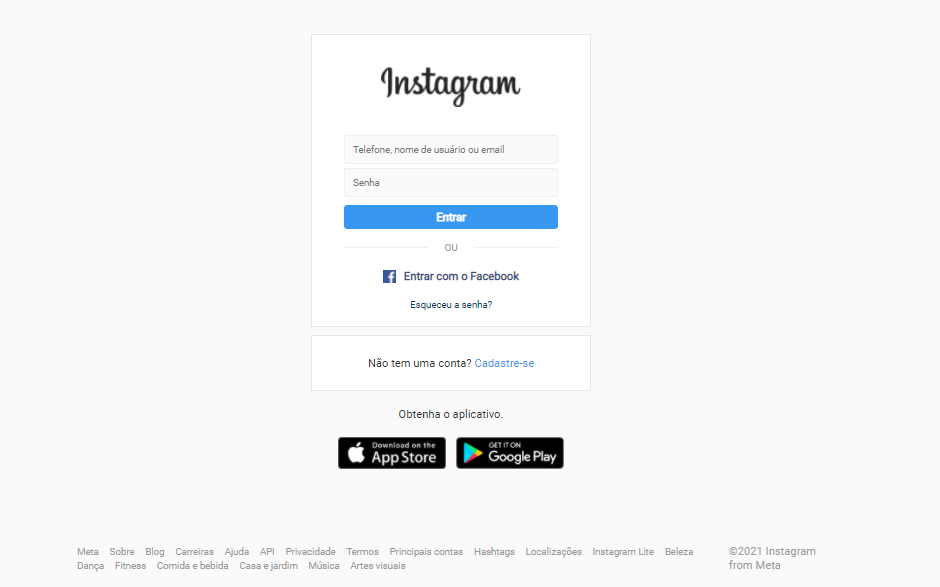 Instagram
Telefone, nome de usuário ou email
Senha
Entrar
OU
Entrar com o Facebook
Esqueceu a senha?
Não tem uma conta? Cadastre-se
Obtenha o aplicativo.
Download on the
App Store
GET IT ON
Google Play
Meta Sobre Blog Carreiras Ajuda API Privacidade Termos Principais contas Hashtags Localizações Instagram Lite Beleza
Dança Fitness Comida e bebida Casa e jardim Música Artes visuais
©2021 Instagram
from Meta